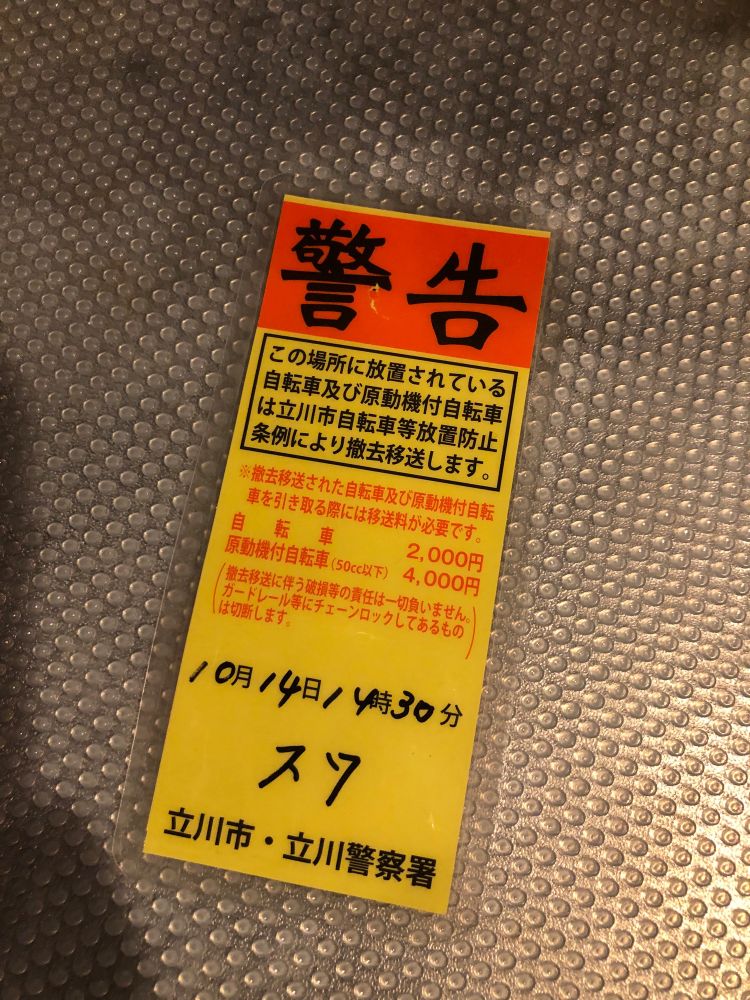 警告
この場所に放置されている
自転車及び原動機付自転車
は立川市自転車等放置防止
条例により撤去移送します。
※撤去移送された自転車及び原動機付自転
車を引き取る際には移送料が必要です。
自転車 2,000円
原動機付自転車(50cc以下) 4,000円
(撤去移送に伴う破損等の責任は一切負いません。
ガードレール等にチェーンロックしてあるもの
は切断します。)
10月14日14時30分
スワ
立川市・立川警察署